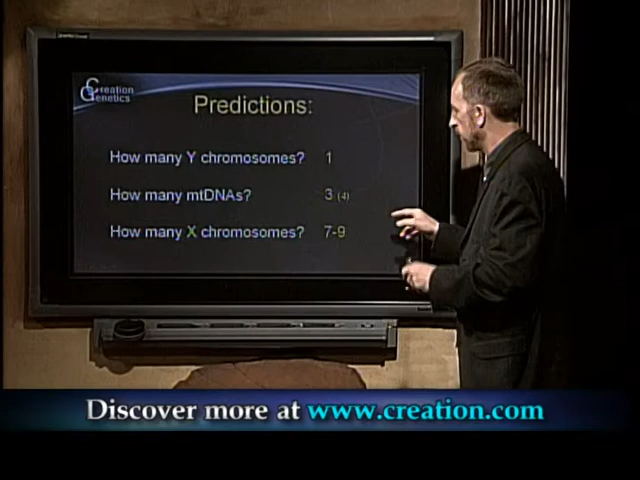 Creation
Genetics
Predictions:
How many Y chromosomes? 1
How many mtDNAs? 3 (4)
How many X chromosomes? 7-9
Discover more at www.creation.com